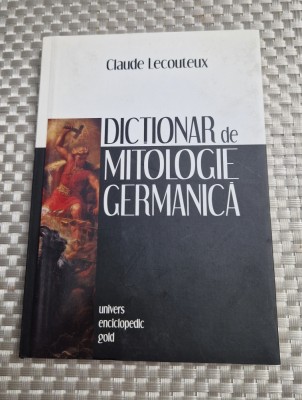 Claude Lecouteux
DICTIONAR de
MITOLOGIE
GERMANICĂ
univers
enciclopedic
gold